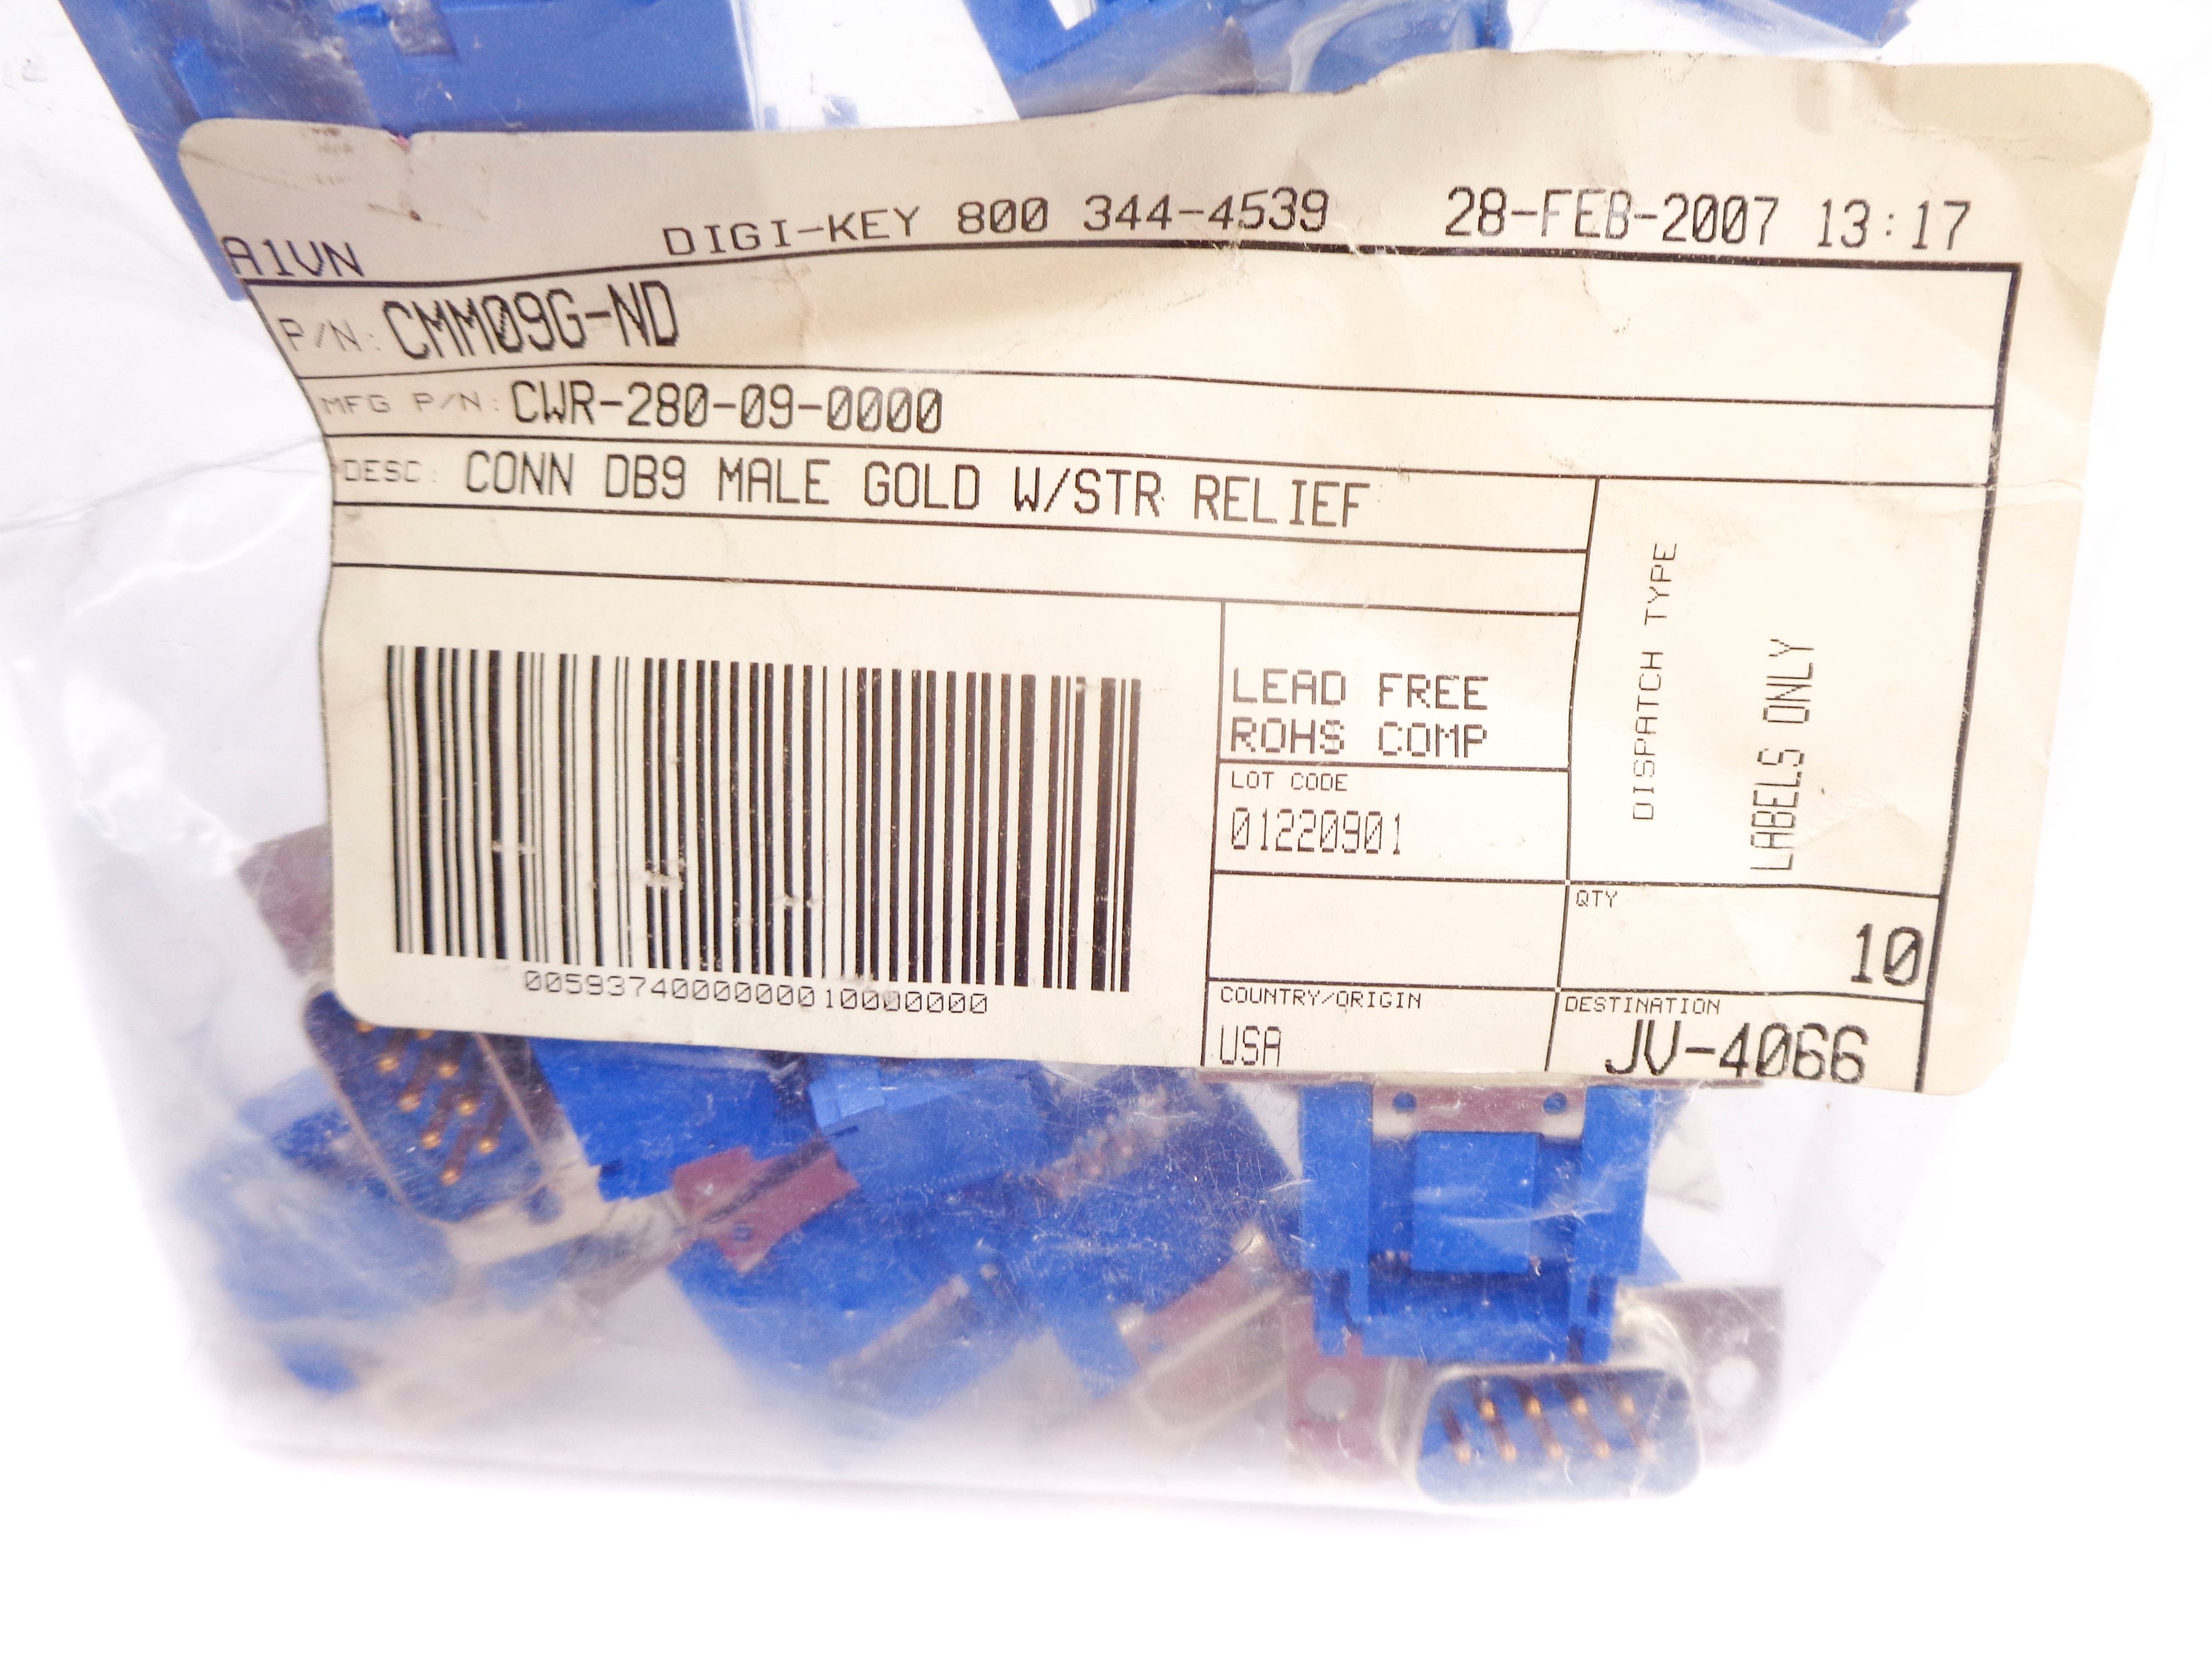 A1VN DIGI-KEY 800 344-4539 28-FEB-2007 13:17
P/N: CMM09G-ND
MFG P/N: CWR-280-09-0000
DESC: CONN DB9 MALE GOLD W/STR RELIEF
DISPATCH TYPE
LABELS ONLY
LEAD FREE
ROHS COMP
LOT CODE
01220901
QTY
10
00593740000000010000000
COUNTRY/ORIGIN
USA
DESTINATION
JV-4066